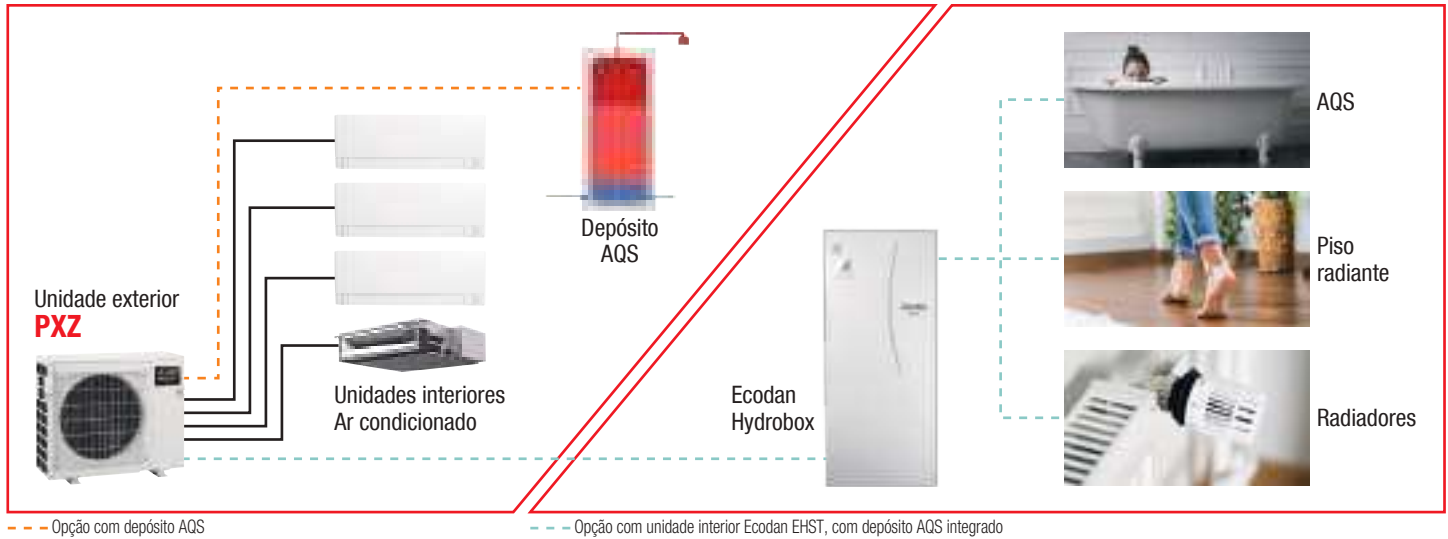 Unidade exterior
PXZ
Unidades interiores
Ar condicionado
Depósito
AQS
Ecodan
Hydrobox
AQS
Piso
radiante
Radiadores
Opção com depósito AQS
Opção com unidade interior Ecodan EHST, com depósito AQS integrado